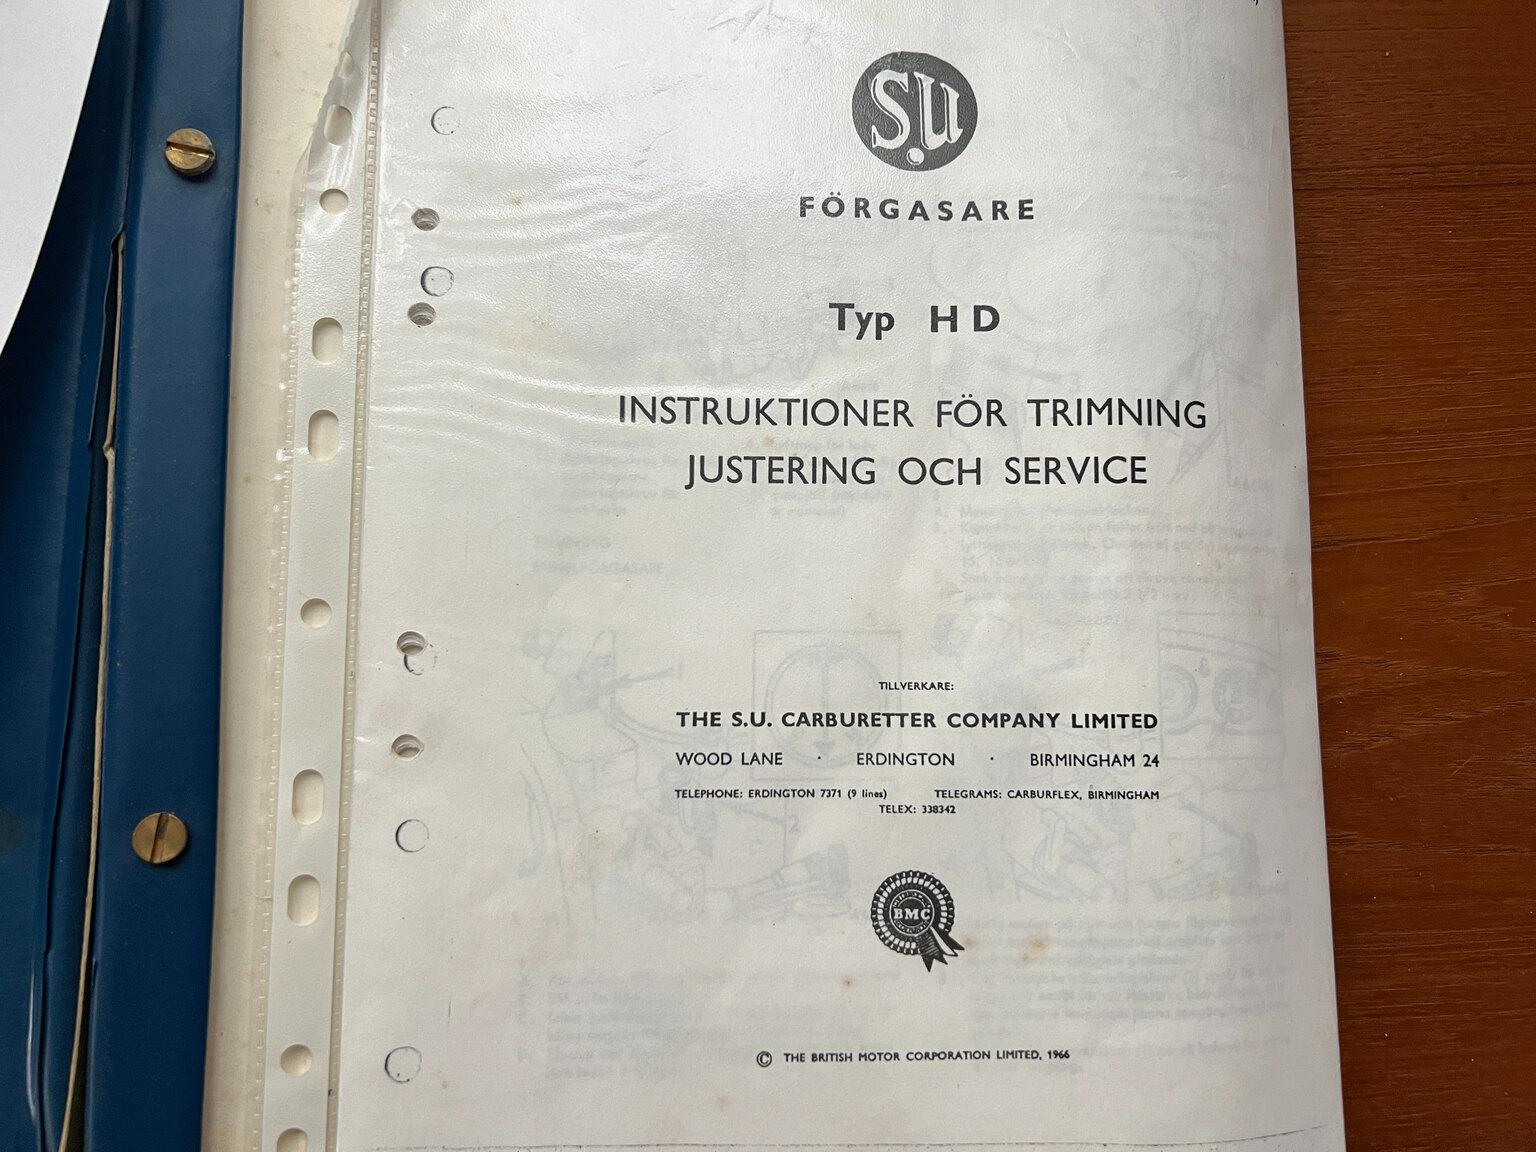 S.U.
FÖRGASARE
Typ HD
INSTRUKTIONER FÖR TRIMNING
JUSTERING OCH SERVICE
TILLVERKARE:
THE S.U. CARBURETTER COMPANY LIMITED
WOOD LANE · ERDINGTON · BIRMINGHAM 24
TELEPHONE: ERDINGTON 7371 (9 lines) TELEGRAMS: CARBURFLEX, BIRMINGHAM
TELEX: 338342
BMC
© THE BRITISH MOTOR CORPORATION LIMITED, 1966